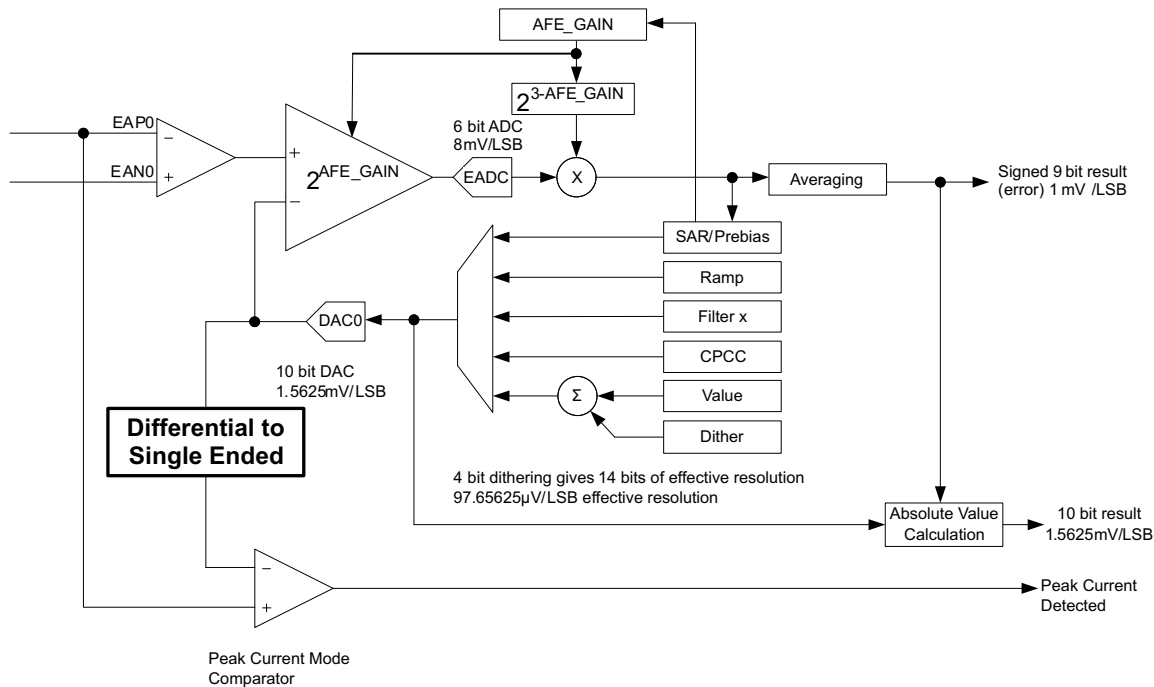 AFE_GAIN
2^3-AFE_GAIN
6 bit ADC
8mV/LSB
EAP0
EAN0
2^AFE_GAIN
EADC
X
Averaging
Signed 9 bit result
(error) 1 mV /LSB
SAR/Prebias
Ramp
Filter x
CPCC
Value
Dither
Σ
DAC0
10 bit DAC
1.5625mV/LSB
Differential to
Single Ended
4 bit dithering gives 14 bits of effective resolution
97.65625μV/LSB effective resolution
Absolute Value
Calculation
10 bit result
1.5625mV/LSB
Peak Current
Detected
Peak Current Mode
Comparator